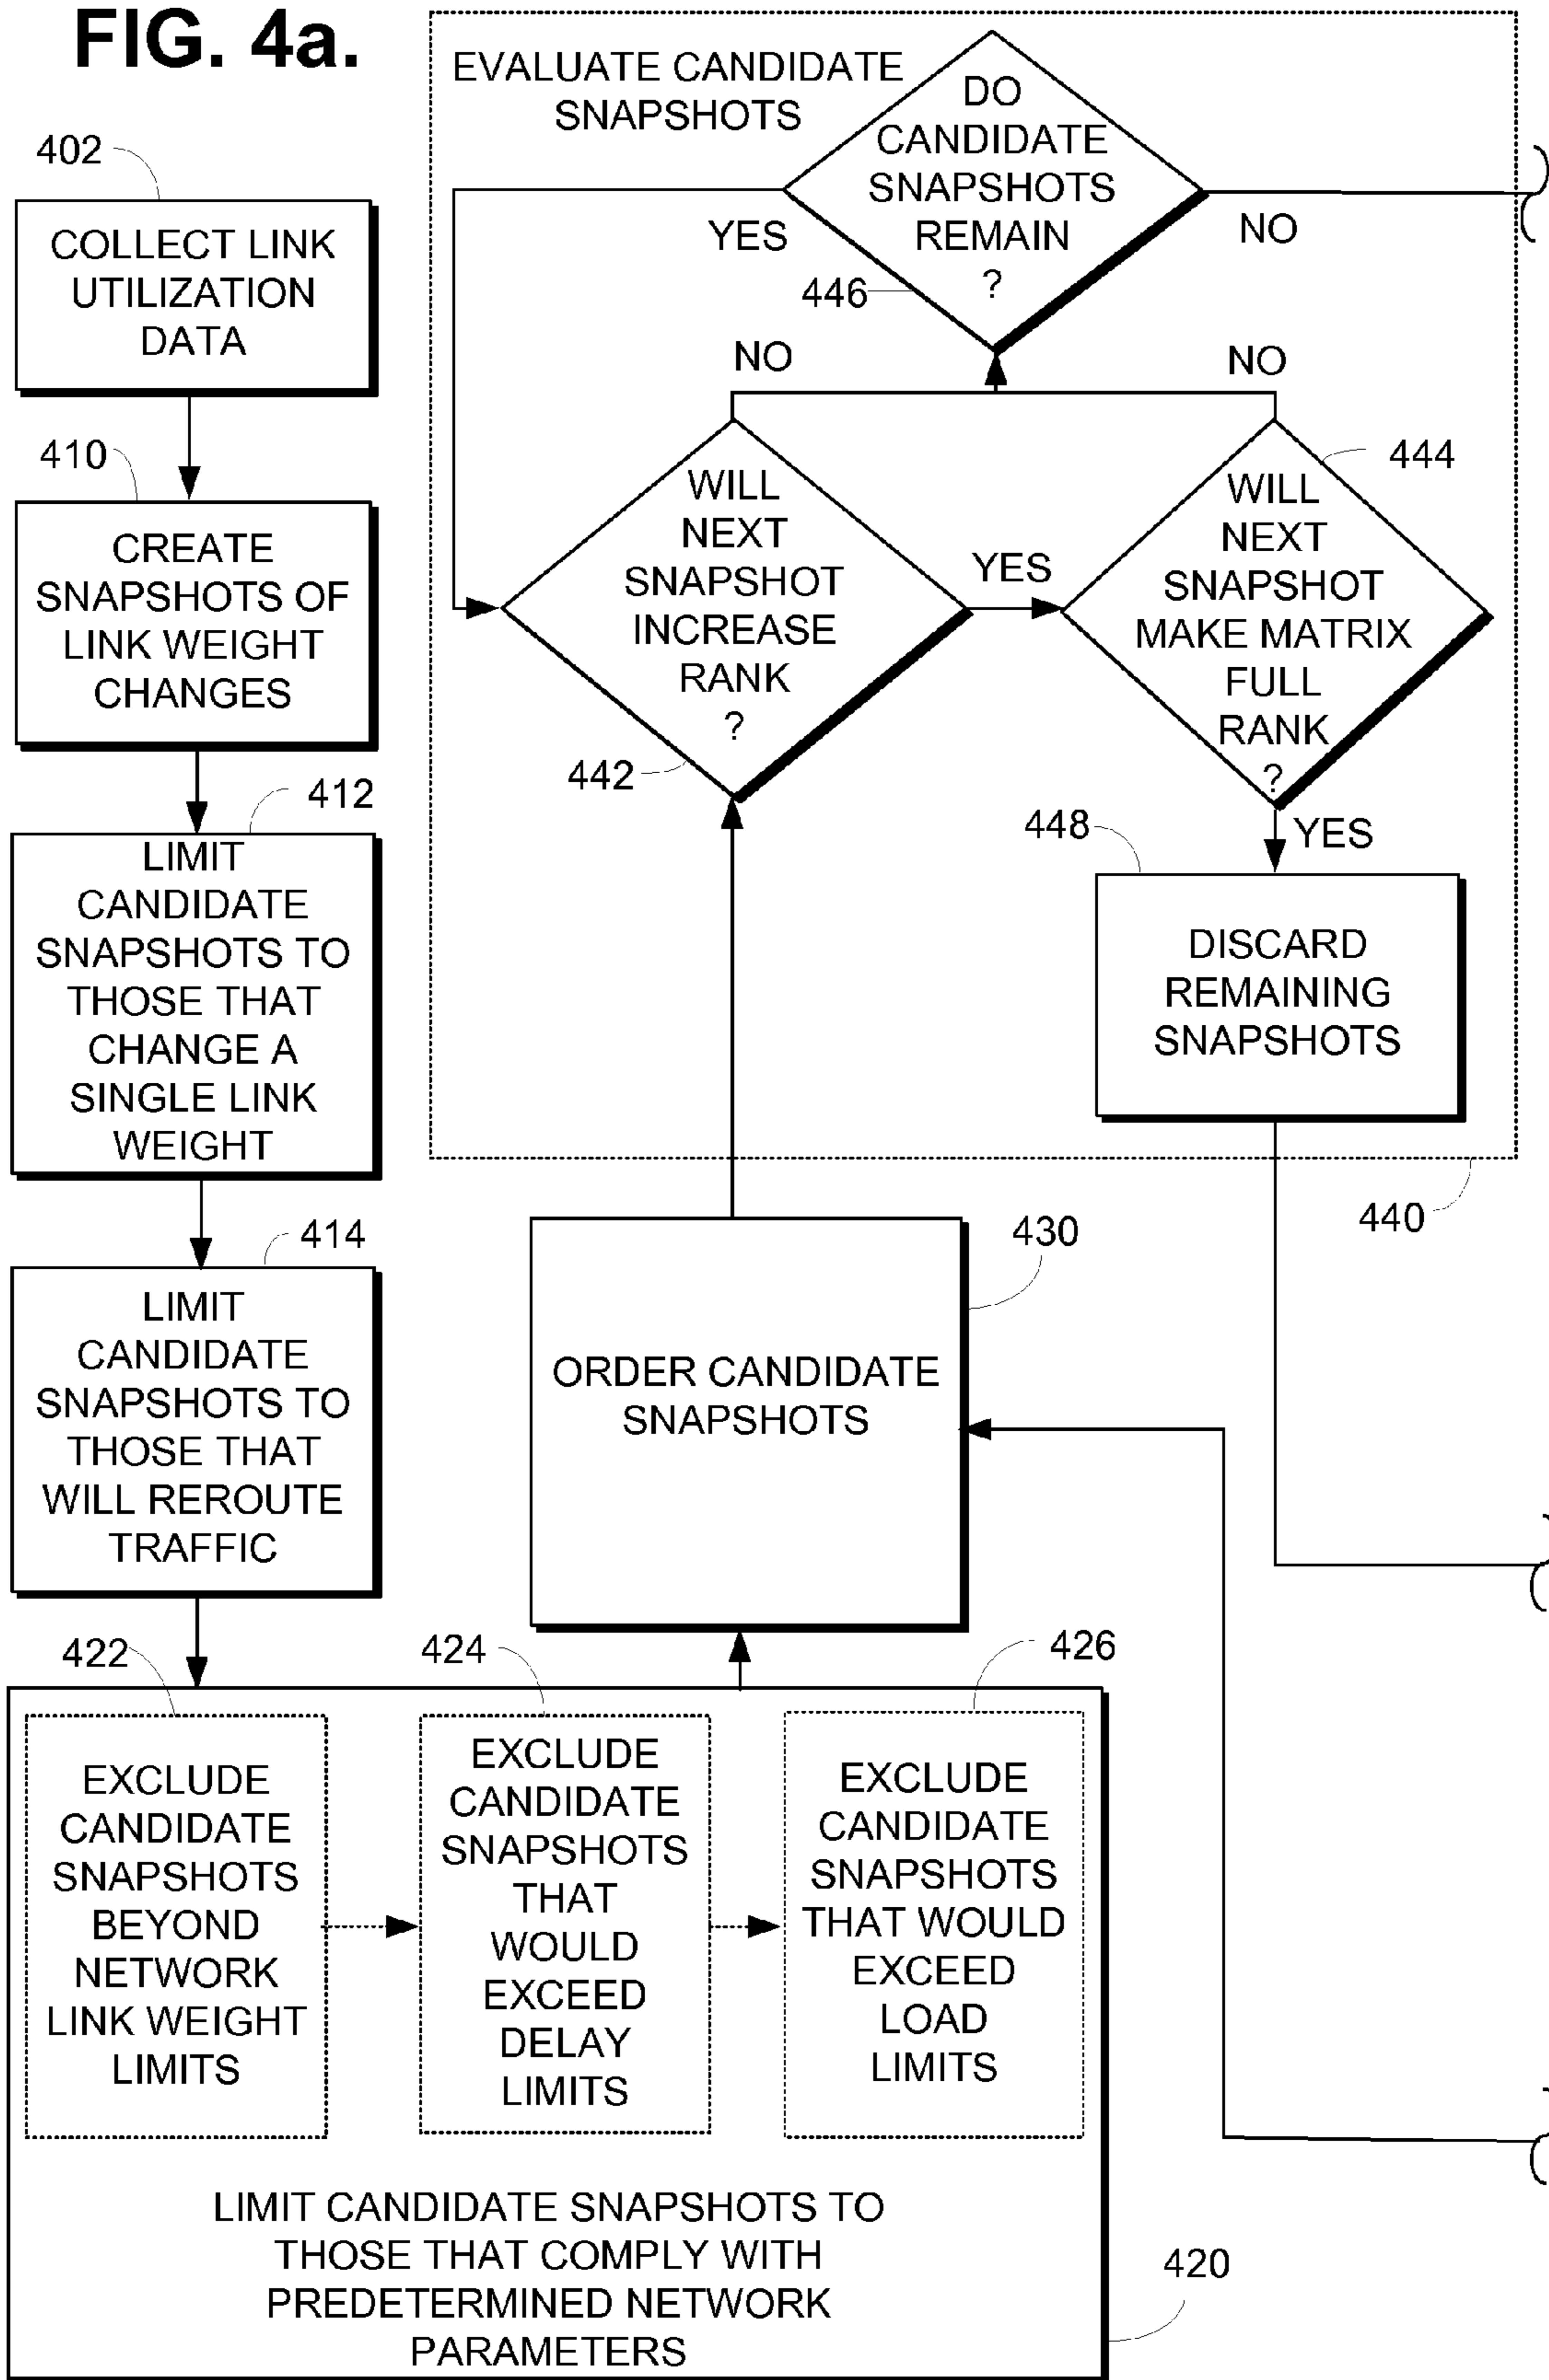 FIG. 4a.
402
COLLECT LINK
UTILIZATION
DATA
410
CREATE
SNAPSHOTS OF
LINK WEIGHT
CHANGES
412
LIMIT
CANDIDATE
SNAPSHOTS TO
THOSE THAT
CHANGE A
SINGLE LINK
WEIGHT
414
LIMIT
CANDIDATE
SNAPSHOTS TO
THOSE THAT
WILL REROUTE
TRAFFIC
422
EXCLUDE
CANDIDATE
SNAPSHOTS
BEYOND
NETWORK
LINK WEIGHT
LIMITS
424
EXCLUDE
CANDIDATE
SNAPSHOTS
THAT
WOULD
EXCEED
DELAY
LIMITS
426
EXCLUDE
CANDIDATE
SNAPSHOTS
THAT WOULD
EXCEED
LOAD
LIMITS
LIMIT CANDIDATE SNAPSHOTS TO
THOSE THAT COMPLY WITH
PREDETERMINED NETWORK
PARAMETERS
420
430
ORDER CANDIDATE
SNAPSHOTS
440
EVALUATE CANDIDATE
SNAPSHOTS
442
WILL
NEXT
SNAPSHOT
INCREASE
RANK
?
NO
YES
444
WILL
NEXT
SNAPSHOT
MAKE MATRIX
FULL
RANK
?
NO
YES
446
DO
CANDIDATE
SNAPSHOTS
REMAIN
?
YES
NO
448
DISCARD
REMAINING
SNAPSHOTS